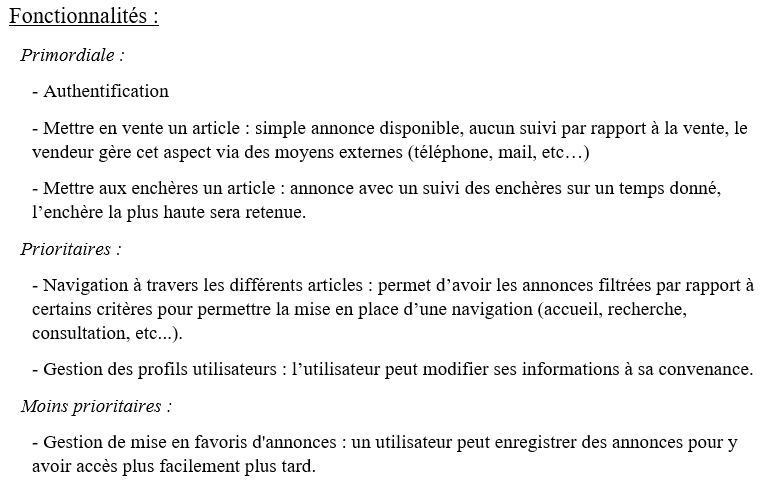 Fonctionnalités :
Primordiale :
- Authentification
- Mettre en vente un article : simple annonce disponible, aucun suivi par rapport à la vente, le
vendeur gère cet aspect via des moyens externes (téléphone, mail, etc…)
- Mettre aux enchères un article : annonce avec un suivi des enchères sur un temps donné,
l’enchère la plus haute sera retenue.
Prioritaires :
- Navigation à travers les différents articles : permet d’avoir les annonces filtrées par rapport à
certains critères pour permettre la mise en place d’une navigation (accueil, recherche,
consultation, etc...).
- Gestion des profils utilisateurs : l’utilisateur peut modifier ses informations à sa convenance.
Moins prioritaires :
- Gestion de mise en favoris d'annonces : un utilisateur peut enregistrer des annonces pour y
avoir accès plus facilement plus tard.